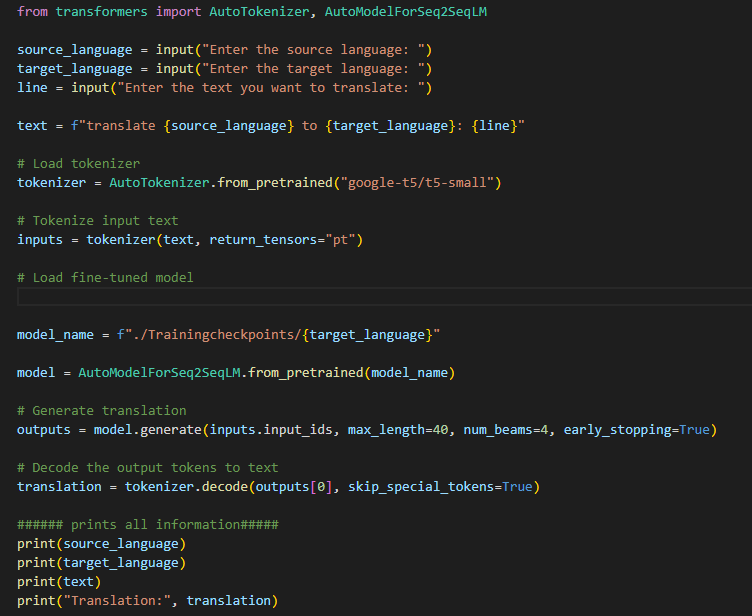 from transformers import AutoTokenizer, AutoModelForSeq2SeqLM
source_language = input("Enter the source language: ")
target_language = input("Enter the target language: ")
line = input("Enter the text you want to translate: ")
text = f"translate {source_language} to {target_language}: {line}"
# Load tokenizer
tokenizer = AutoTokenizer.from_pretrained("google-t5/t5-small")
# Tokenize input text
inputs = tokenizer(text, return_tensors="pt")
# Load fine-tuned model
model_name = f"./Trainingcheckpoints/{target_language}"
model = AutoModelForSeq2SeqLM.from_pretrained(model_name)
# Generate translation
outputs = model.generate(inputs.input_ids, max_length=40, num_beams=4, early_stopping=True)
# Decode the output tokens to text
translation = tokenizer.decode(outputs[0], skip_special_tokens=True)
###### prints all information#####
print(source_language)
print(target_language)
print(text)
print("Translation:", translation)